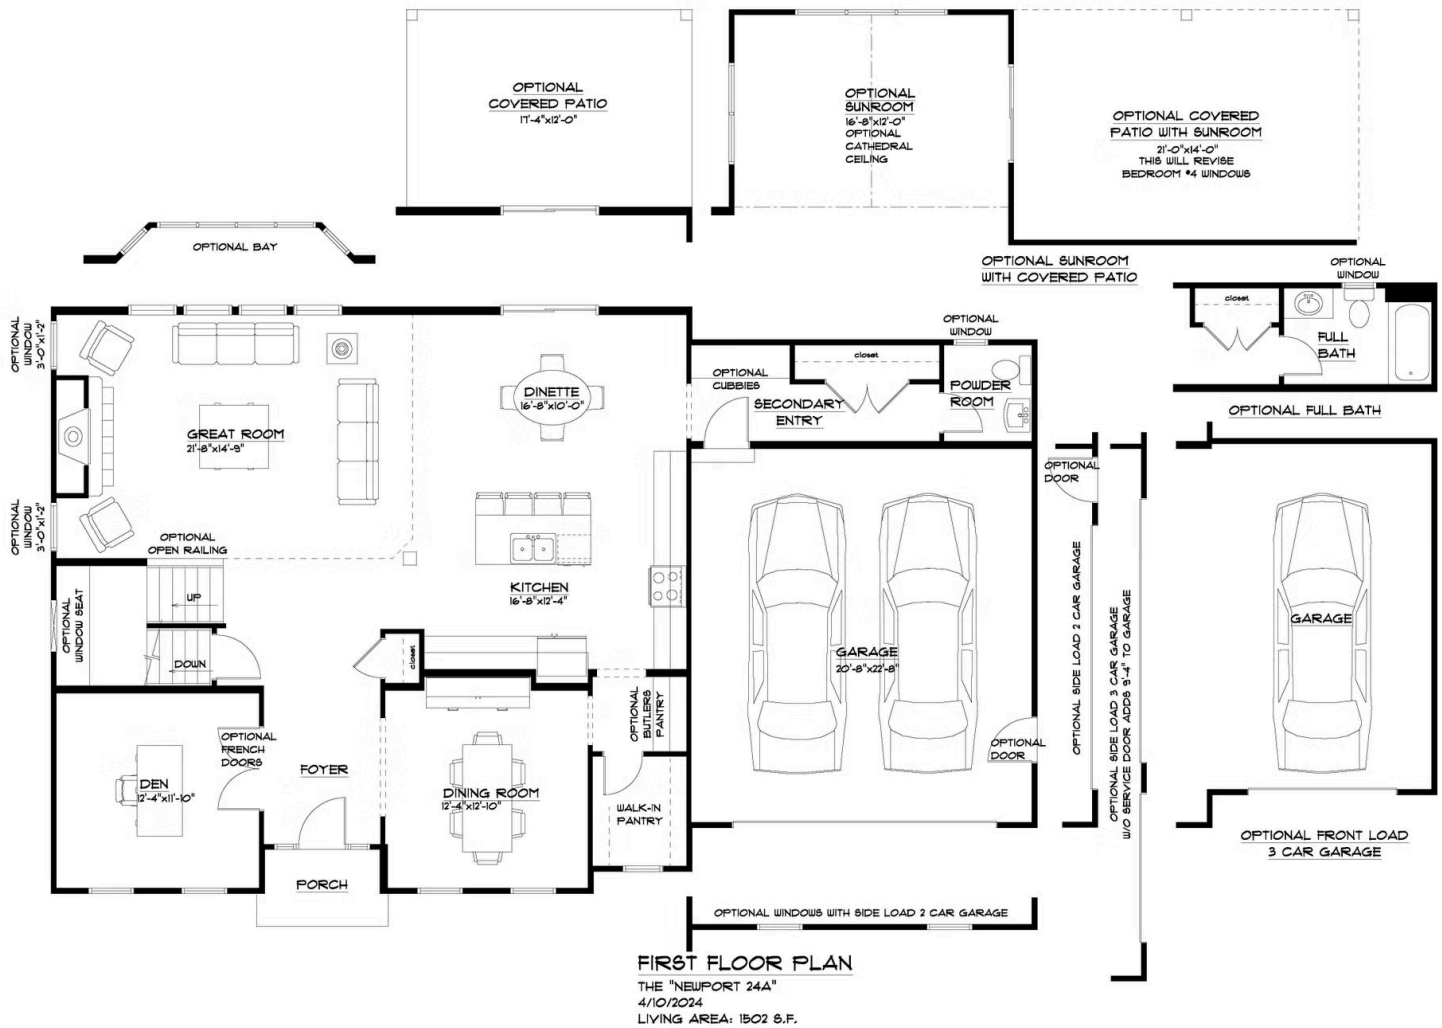 OPTIONAL
COVERED PATIO
17'-4"x12'-0"
OPTIONAL
SUNROOM
16'-8"x12'-0"
OPTIONAL
CATHEDRAL
CEILING
OPTIONAL COVERED
PATIO WITH SUNROOM
21'-0"x14'-0"
THIS WILL REVISE
BEDROOM #4 WINDOWS
OPTIONAL BAY
OPTIONAL SUNROOM
WITH COVERED PATIO
OPTIONAL
WINDOW
closet
FULL
BATH
OPTIONAL FULL BATH
OPTIONAL
WINDOW
3'-0"x1'-2"
GREAT ROOM
21'-8"x14'-9"
OPTIONAL
WINDOW
3'-0"x1'-2"
DINETTE
16'-8"x10'-0"
OPTIONAL
CUBBIES
closet
SECONDARY
ENTRY
OPTIONAL
WINDOW
POWDER
ROOM
OPTIONAL
OPEN RAILING
UP
DOWN
OPTIONAL
WINDOW SEAT
KITCHEN
16'-8"x12'-4"
closet
GARAGE
20'-8"x22'-8"
OPTIONAL
DOOR
OPTIONAL
DOOR
OPTIONAL SIDE LOAD 2 CAR GARAGE
OPTIONAL SIDE LOAD 3 CAR GARAGE
W/O SERVICE DOOR ADDS 9'-4" TO GARAGE
GARAGE
OPTIONAL FRONT LOAD
3 CAR GARAGE
DEN
12'-4"x11'-10"
OPTIONAL
FRENCH
DOORS
FOYER
PORCH
DINING ROOM
12'-4"x12'-10"
OPTIONAL
BUTLERS
PANTRY
WALK-IN
PANTRY
OPTIONAL WINDOWS WITH SIDE LOAD 2 CAR GARAGE
FIRST FLOOR PLAN
THE "NEWPORT 24A"
4/10/2024
LIVING AREA: 1502 S.F.